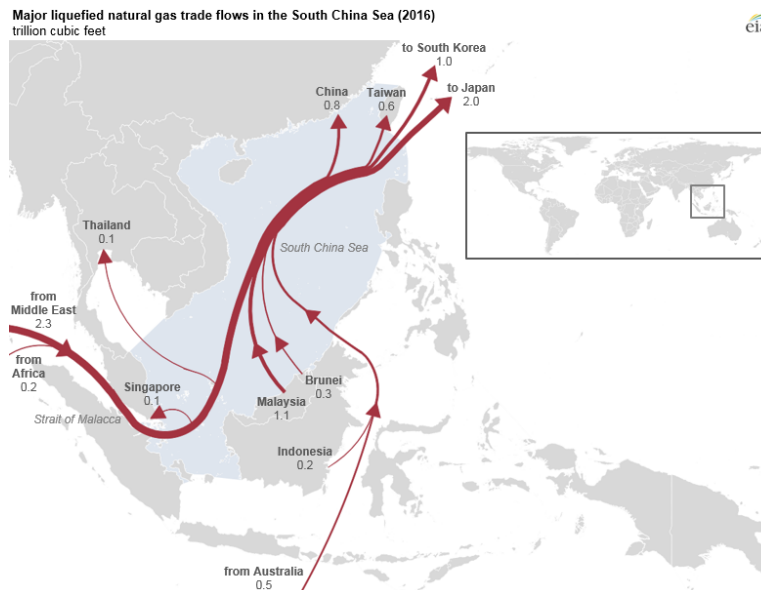 Major liquefied natural gas trade flows in the South China Sea (2016)
trillion cubic feet
eia
to South Korea
1.0
to Japan
2.0
China
0.8
Taiwan
0.6
Thailand
0.1
South China Sea
from
Middle East
2.3
from
Africa
0.2
Singapore
0.1
Strait of Malacca
Brunei
0.3
Malaysia
1.1
Indonesia
0.2
from Australia
0.5